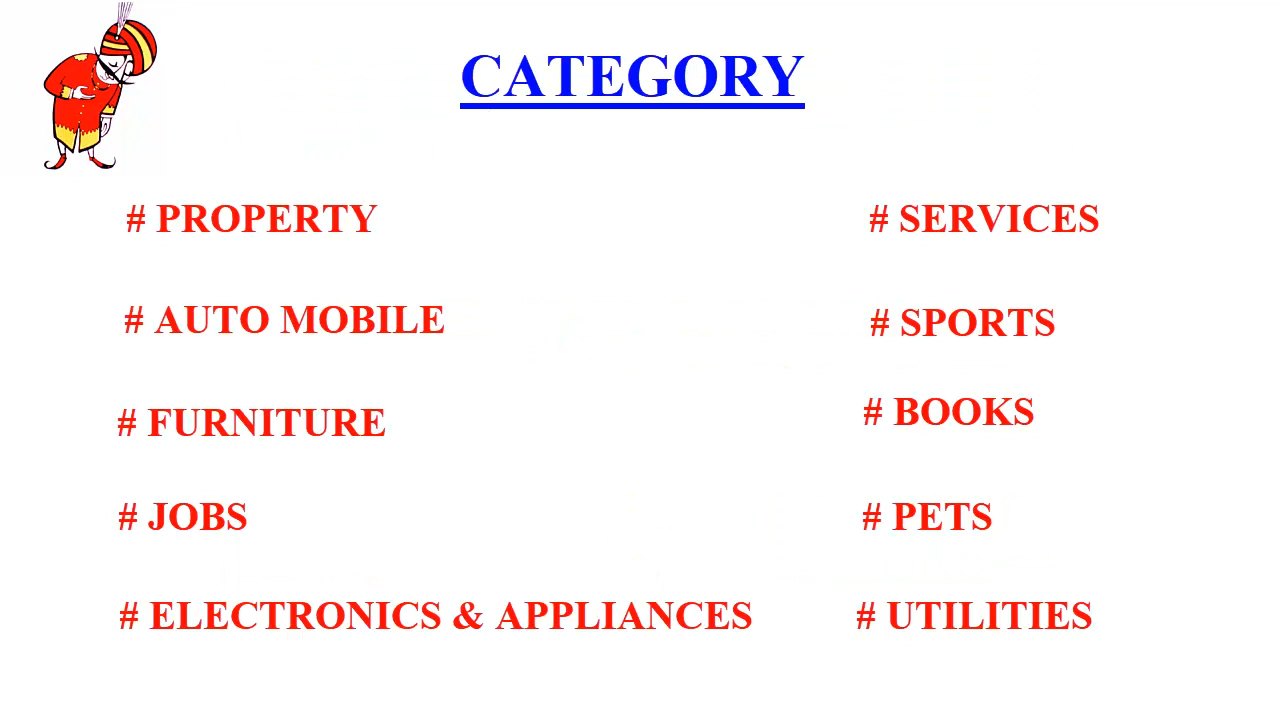 CATEGORY
# PROPERTY
# AUTO MOBILE
# FURNITURE
# JOBS
# ELECTRONICS & APPLIANCES
# SERVICES
# SPORTS
# BOOKS
# PETS
# UTILITIES